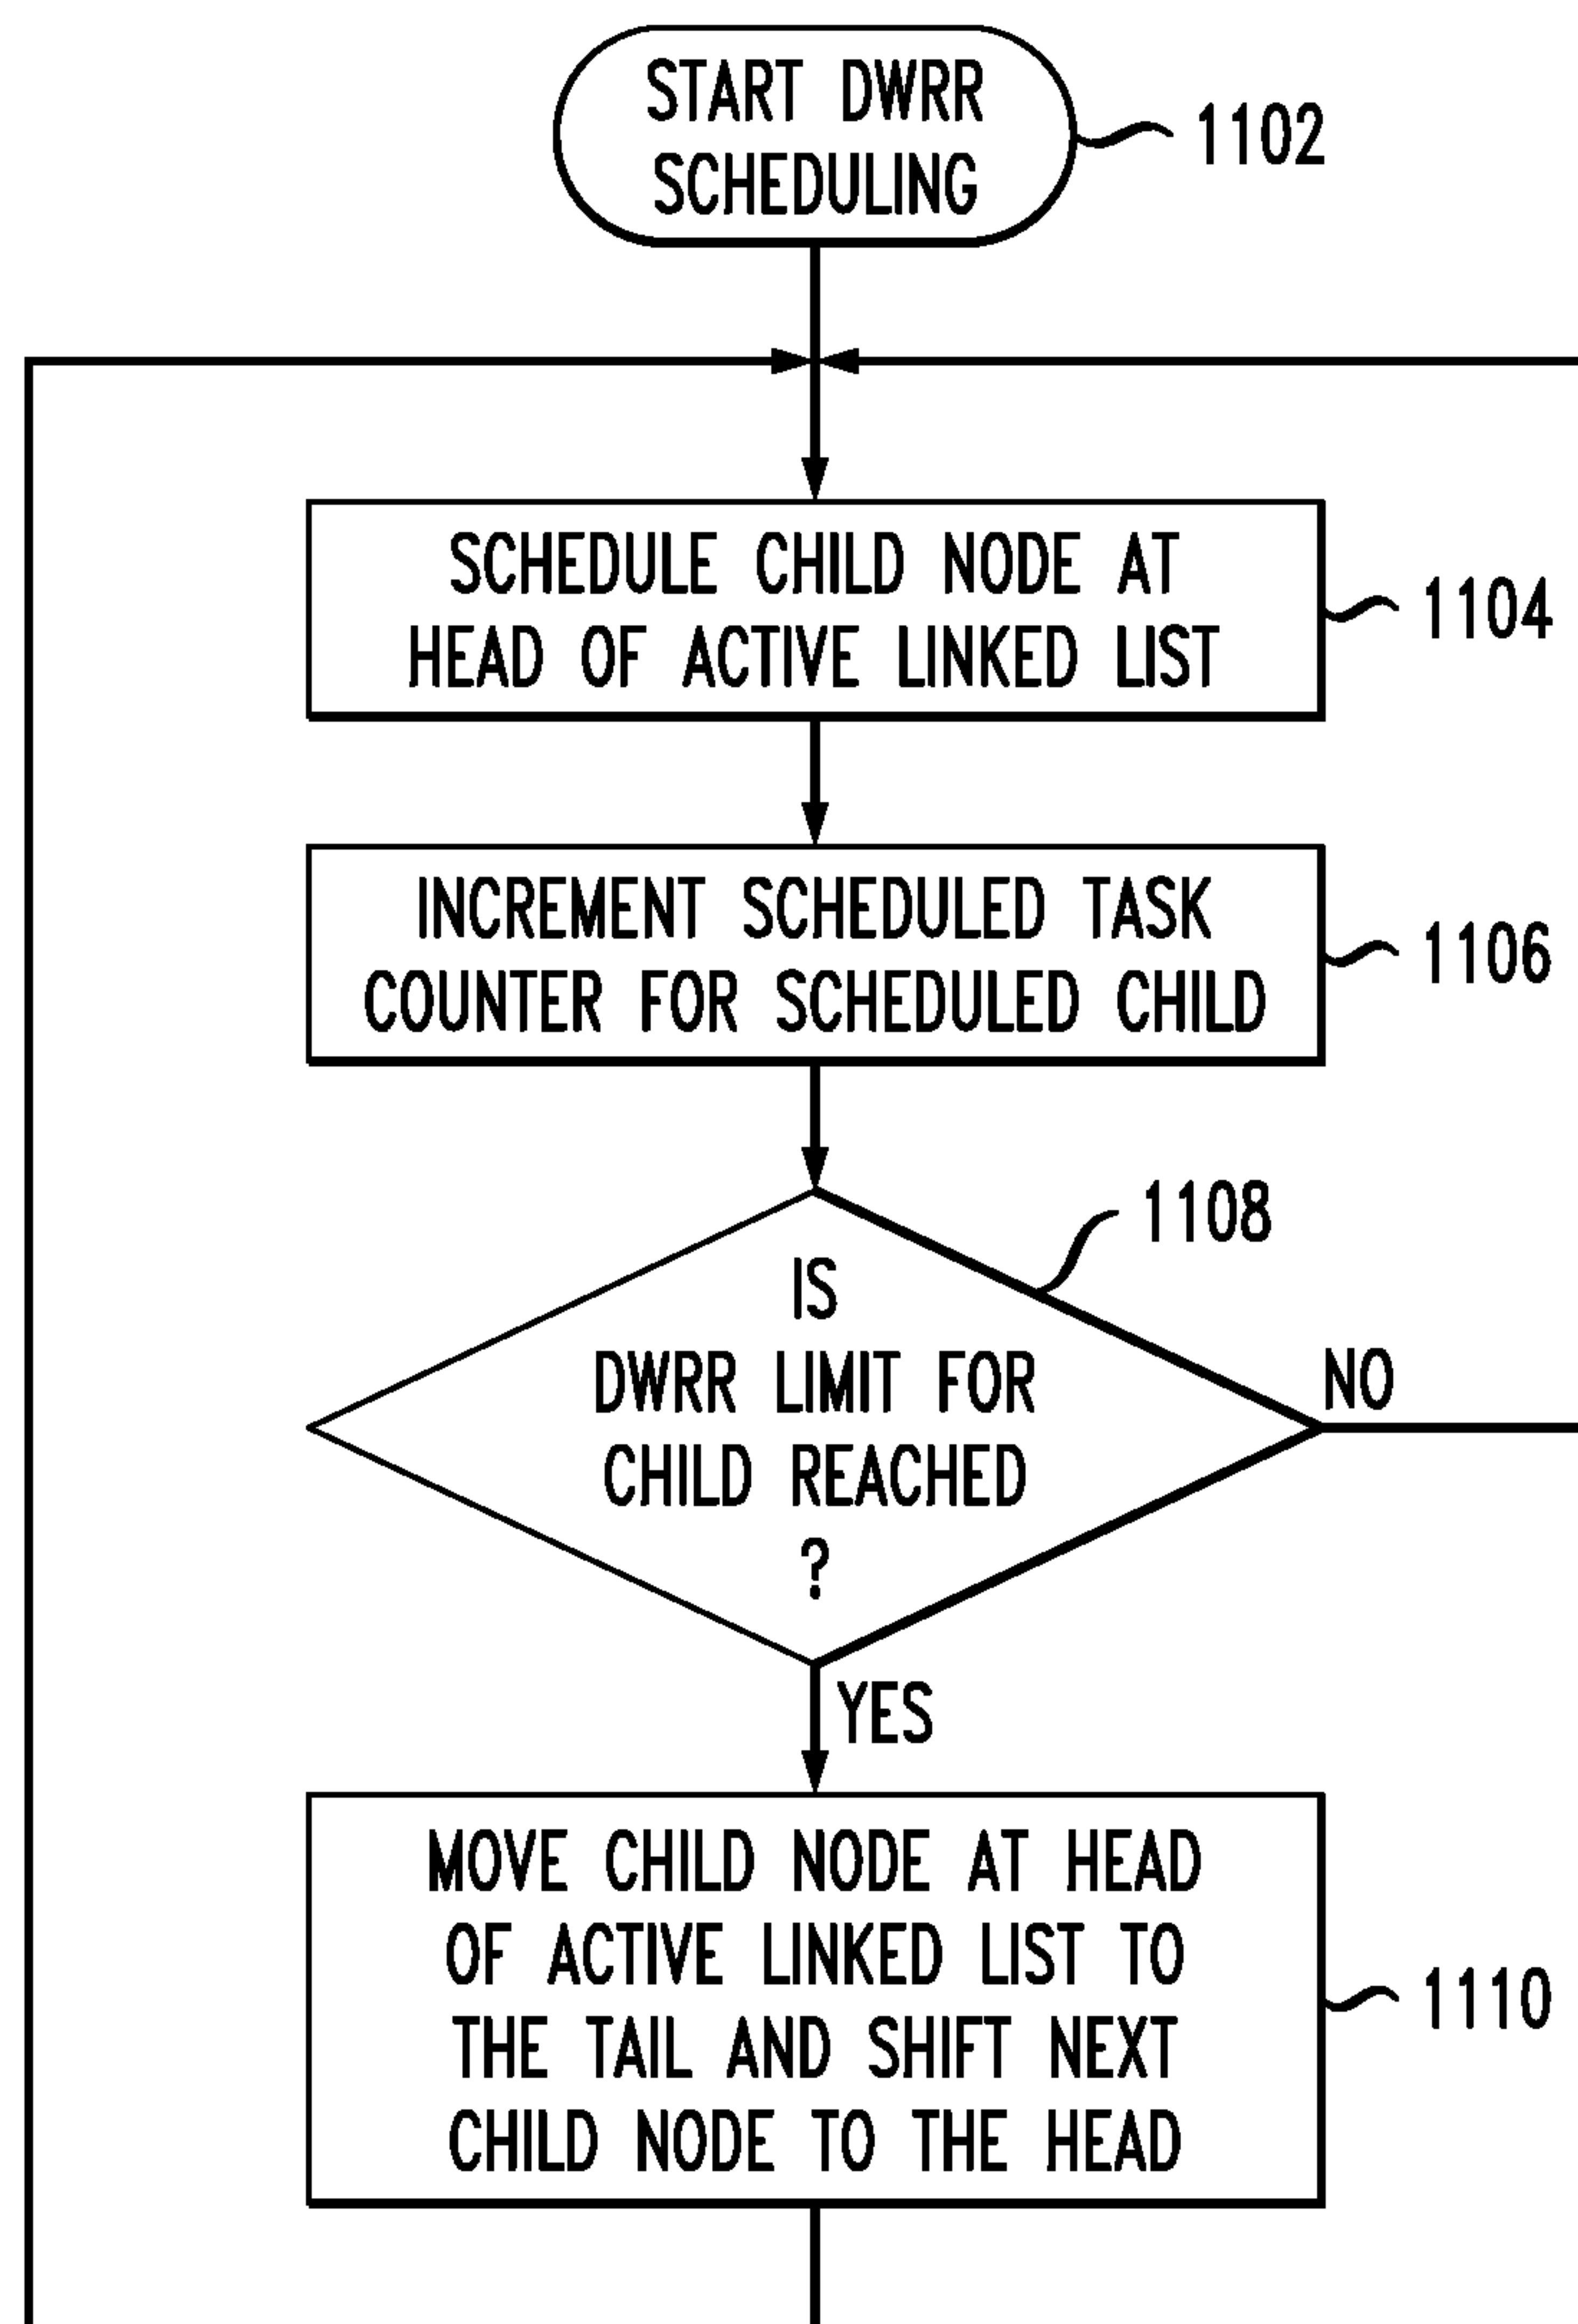 START DWRR
SCHEDULING
1102
SCHEDULE CHILD NODE AT
HEAD OF ACTIVE LINKED LIST
1104
INCREMENT SCHEDULED TASK
COUNTER FOR SCHEDULED CHILD
1106
1108
IS
DWRR LIMIT FOR
CHILD REACHED
?
NO
YES
MOVE CHILD NODE AT HEAD
OF ACTIVE LINKED LIST TO
THE TAIL AND SHIFT NEXT
CHILD NODE TO THE HEAD
1110